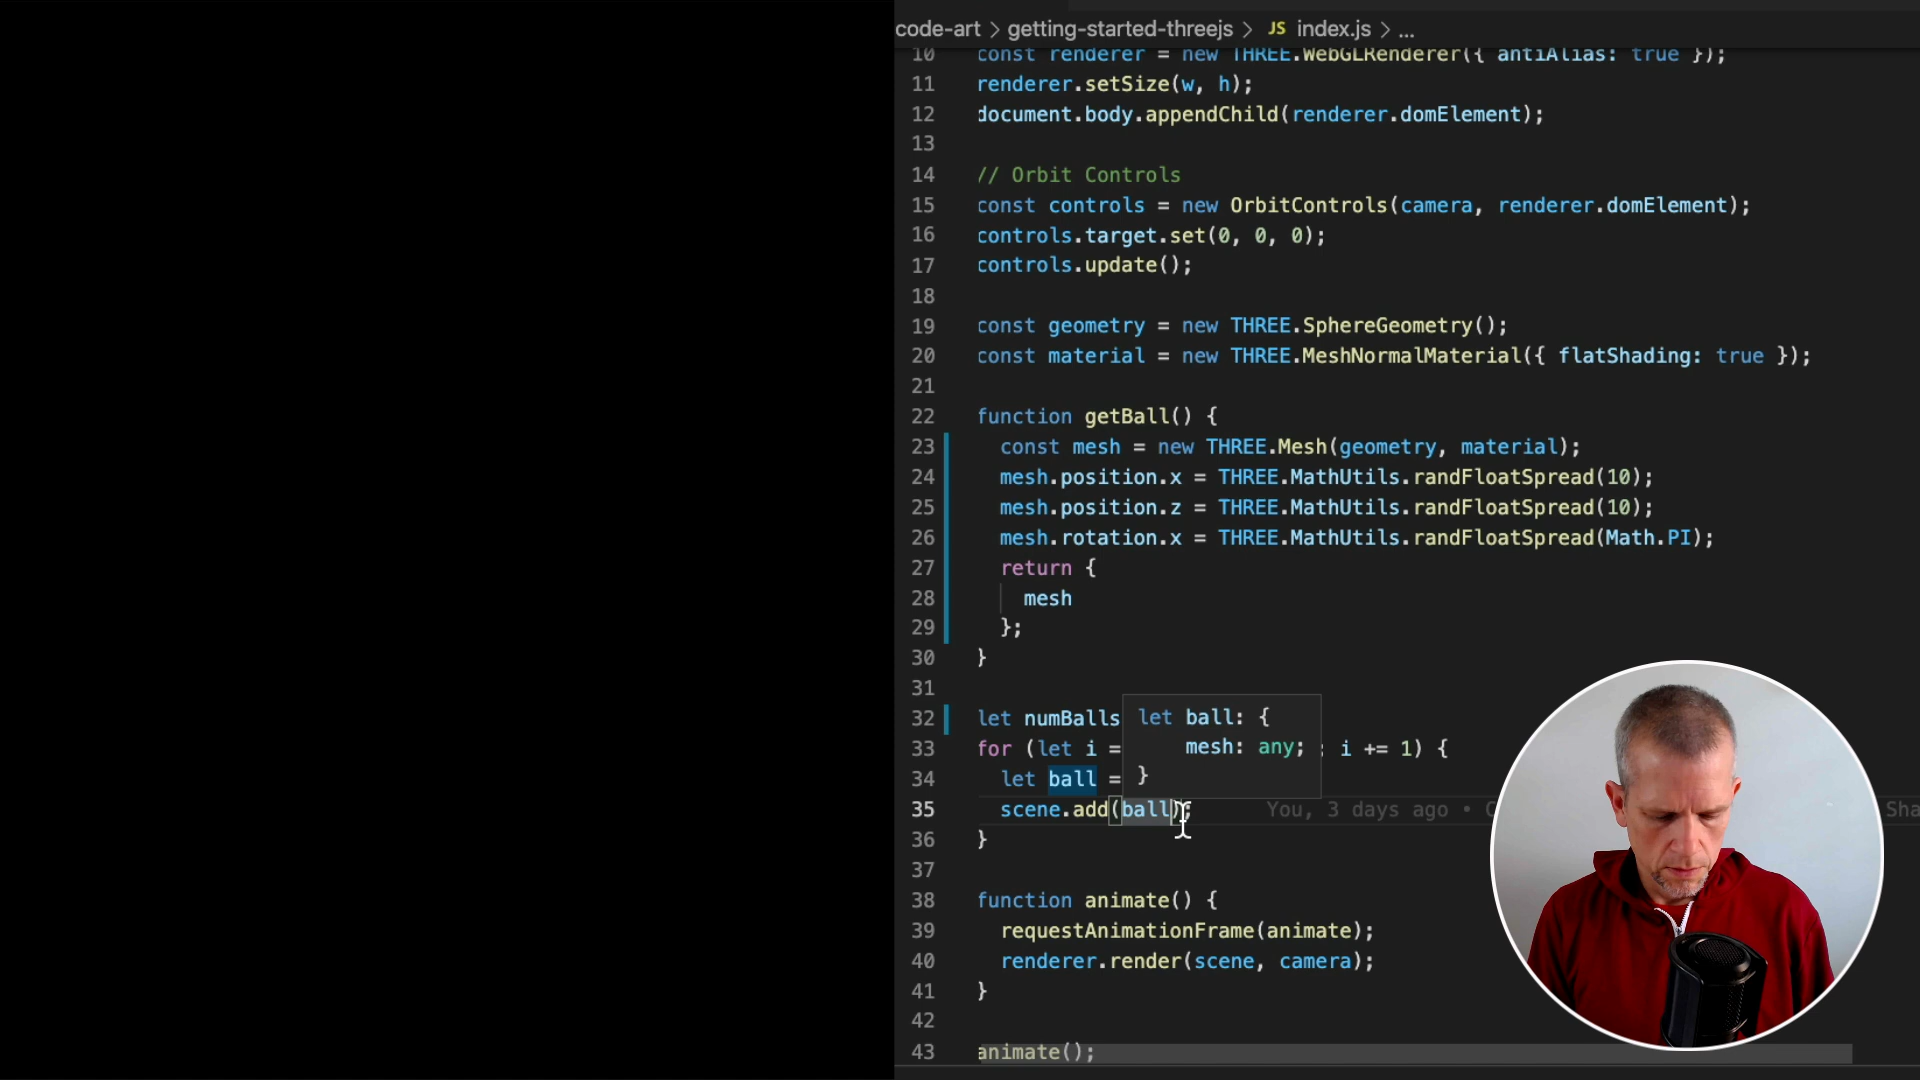 code-art > getting-started-threejs > JS index.js > ...
10 const renderer = new THREE.WebGLRenderer({ antiAlias: true });
11 renderer.setSize(w, h);
12 document.body.appendChild(renderer.domElement);
13
14 // Orbit Controls
15 const controls = new OrbitControls(camera, renderer.domElement);
16 controls.target.set(0, 0, 0);
17 controls.update();
18
19 const geometry = new THREE.SphereGeometry();
20 const material = new THREE.MeshNormalMaterial({ flatShading: true });
21
22 function getBall() {
23 const mesh = new THREE.Mesh(geometry, material);
24 mesh.position.x = THREE.MathUtils.randFloatSpread(10);
25 mesh.position.z = THREE.MathUtils.randFloatSpread(10);
26 mesh.rotation.x = THREE.MathUtils.randFloatSpread(Math.PI);
27 return {
28 mesh
29 };
30 }
31
32 let numBalls
let ball: {
mesh: any;
}
33 for (let i = ; i += 1) {
34 let ball =
35 scene.add(ball); You, 3 days ago •
36 }
37
38 function animate() {
39 requestAnimationFrame(animate);
40 renderer.render(scene, camera);
41 }
42
43 animate();